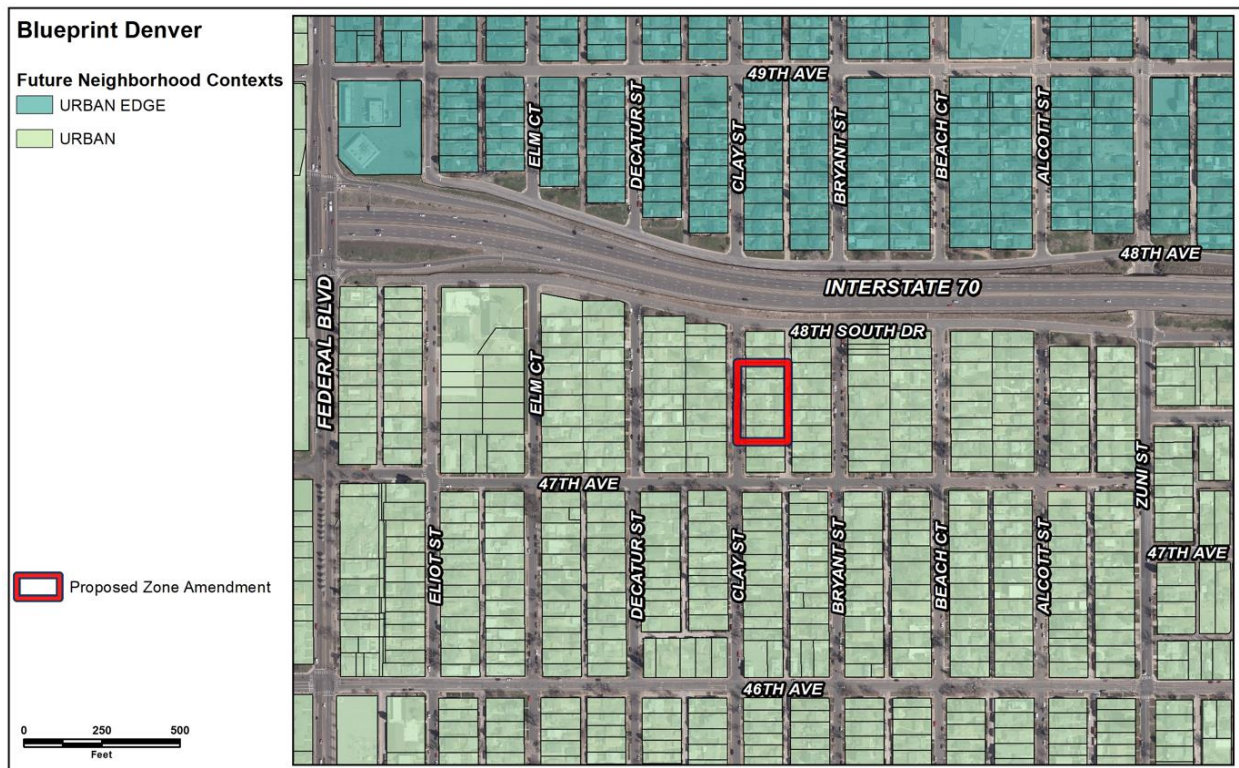 Blueprint Denver
Future Neighborhood Contexts
URBAN EDGE
URBAN
Proposed Zone Amendment
0 250 500
Feet
49TH AVE
ELM CT
DECATUR ST
CLAY ST
BRYANT ST
BEACH CT
ALCOTT ST
48TH AVE
INTERSTATE 70
FEDERAL BLVD
48TH SOUTH DR
ELM CT
ZUNI ST
47TH AVE
ELIOT ST
DECATUR ST
CLAY ST
BRYANT ST
BEACH CT
ALCOTT ST
47TH AVE
46TH AVE